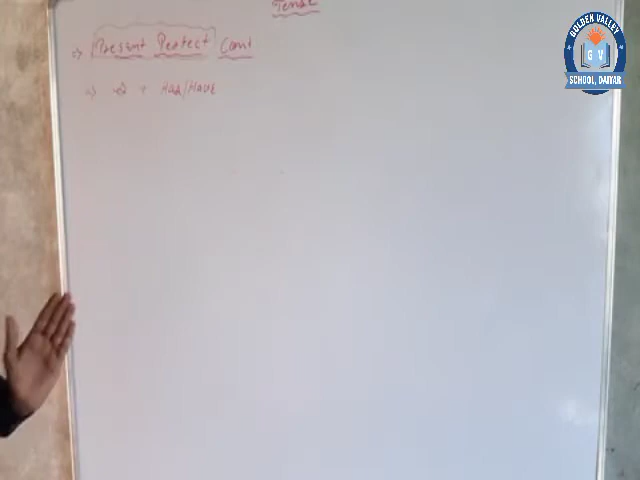 Tense
⇒ Present Perfect Cont
⇒ + Has/Have
GOLDEN VALLEY
G V
SCHOOL, DAIYAR